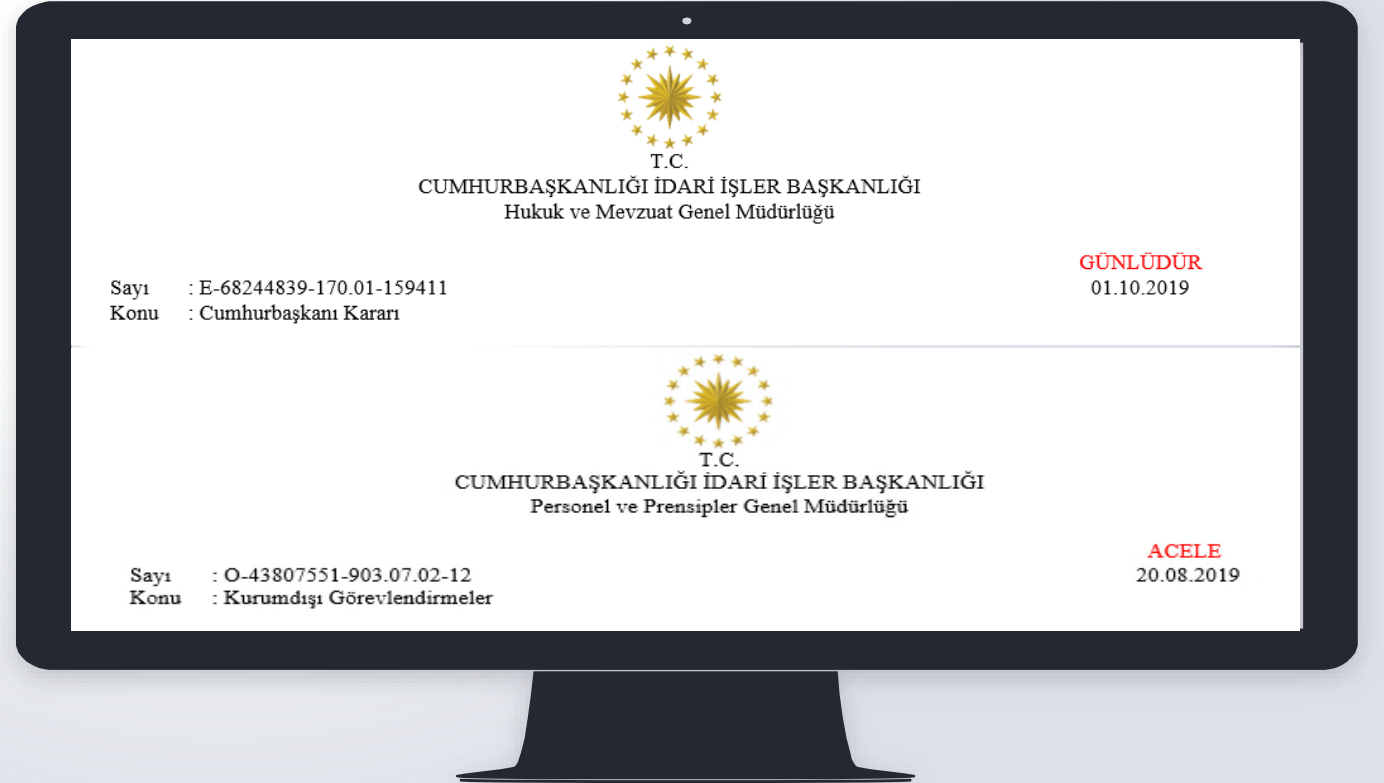 T.C.
CUMHURBAŞKANLIĞI İDARİ İŞLER BAŞKANLIĞI
Hukuk ve Mevzuat Genel Müdürlüğü
GÜNLÜDÜR
Sayı : E-68244839-170.01-159411 01.10.2019
Konu : Cumhurbaşkanı Kararı
T.C.
CUMHURBAŞKANLIĞI İDARİ İŞLER BAŞKANLIĞI
Personel ve Prensipler Genel Müdürlüğü
ACELE
Sayı : O-43807551-903.07.02-12 20.08.2019
Konu : Kurumdışı Görevlendirmeler